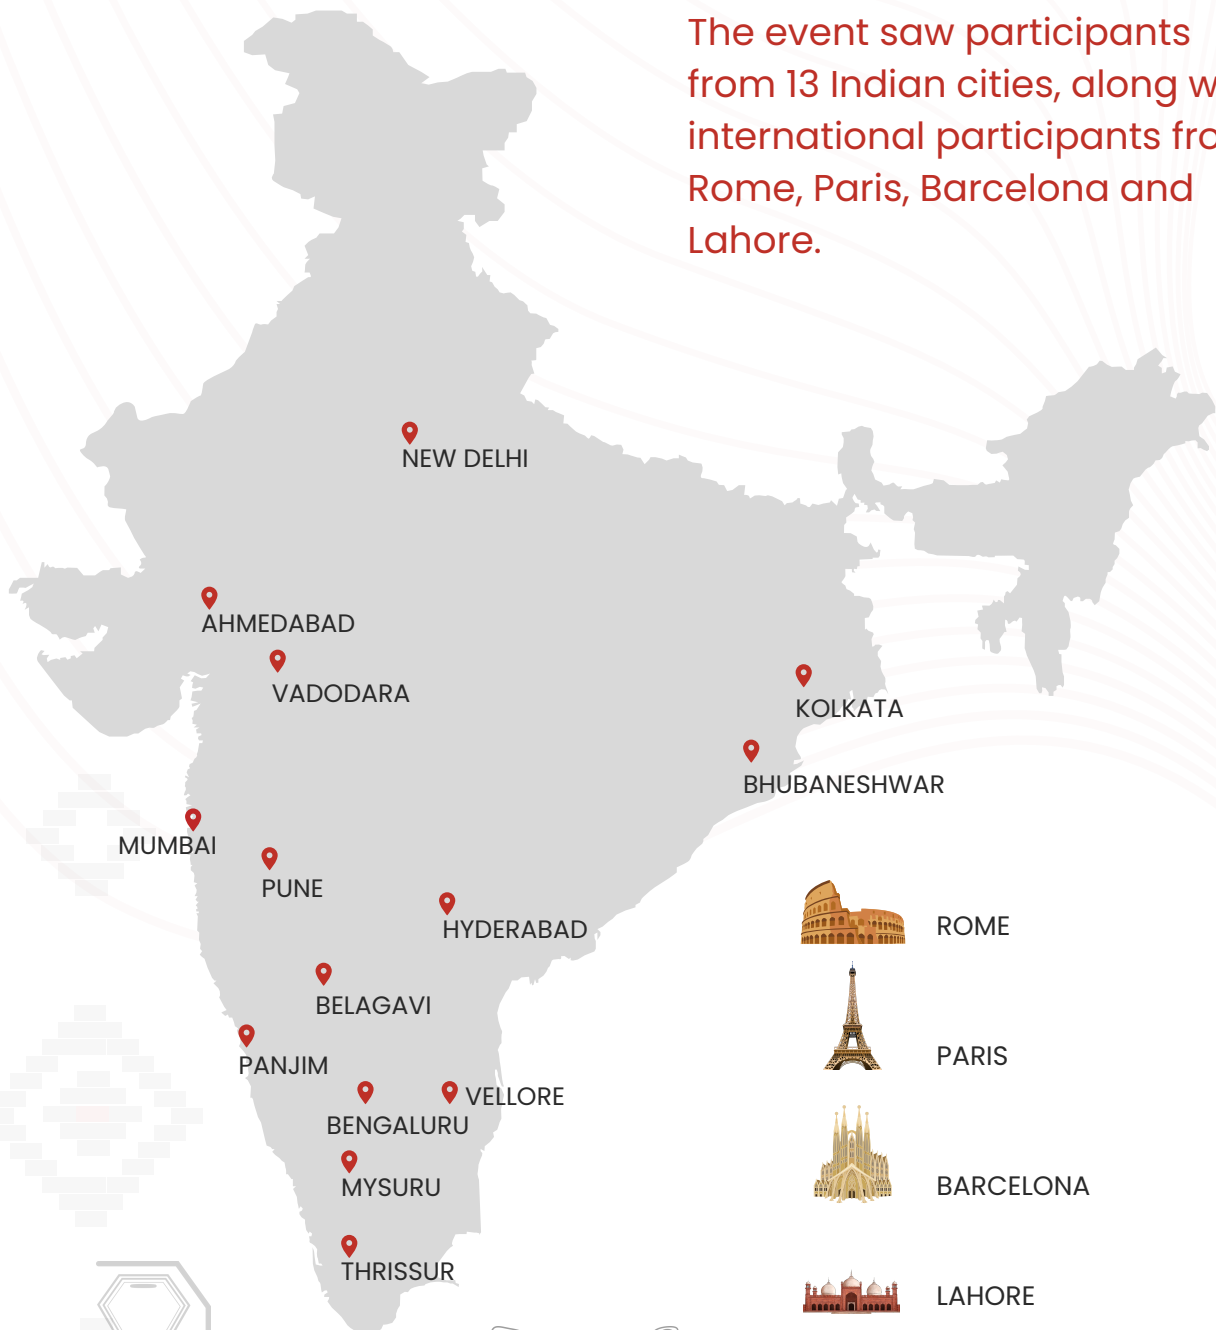 The event saw participants
from 13 Indian cities, along w
international participants fro
Rome, Paris, Barcelona and
Lahore.
NEW DELHI
AHMEDABAD
VADODARA
KOLKATA
BHUBANESHWAR
MUMBAI
PUNE
HYDERABAD
BELAGAVI
PANJIM
VELLORE
BENGALURU
MYSURU
THRISSUR
ROME
PARIS
BARCELONA
LAHORE